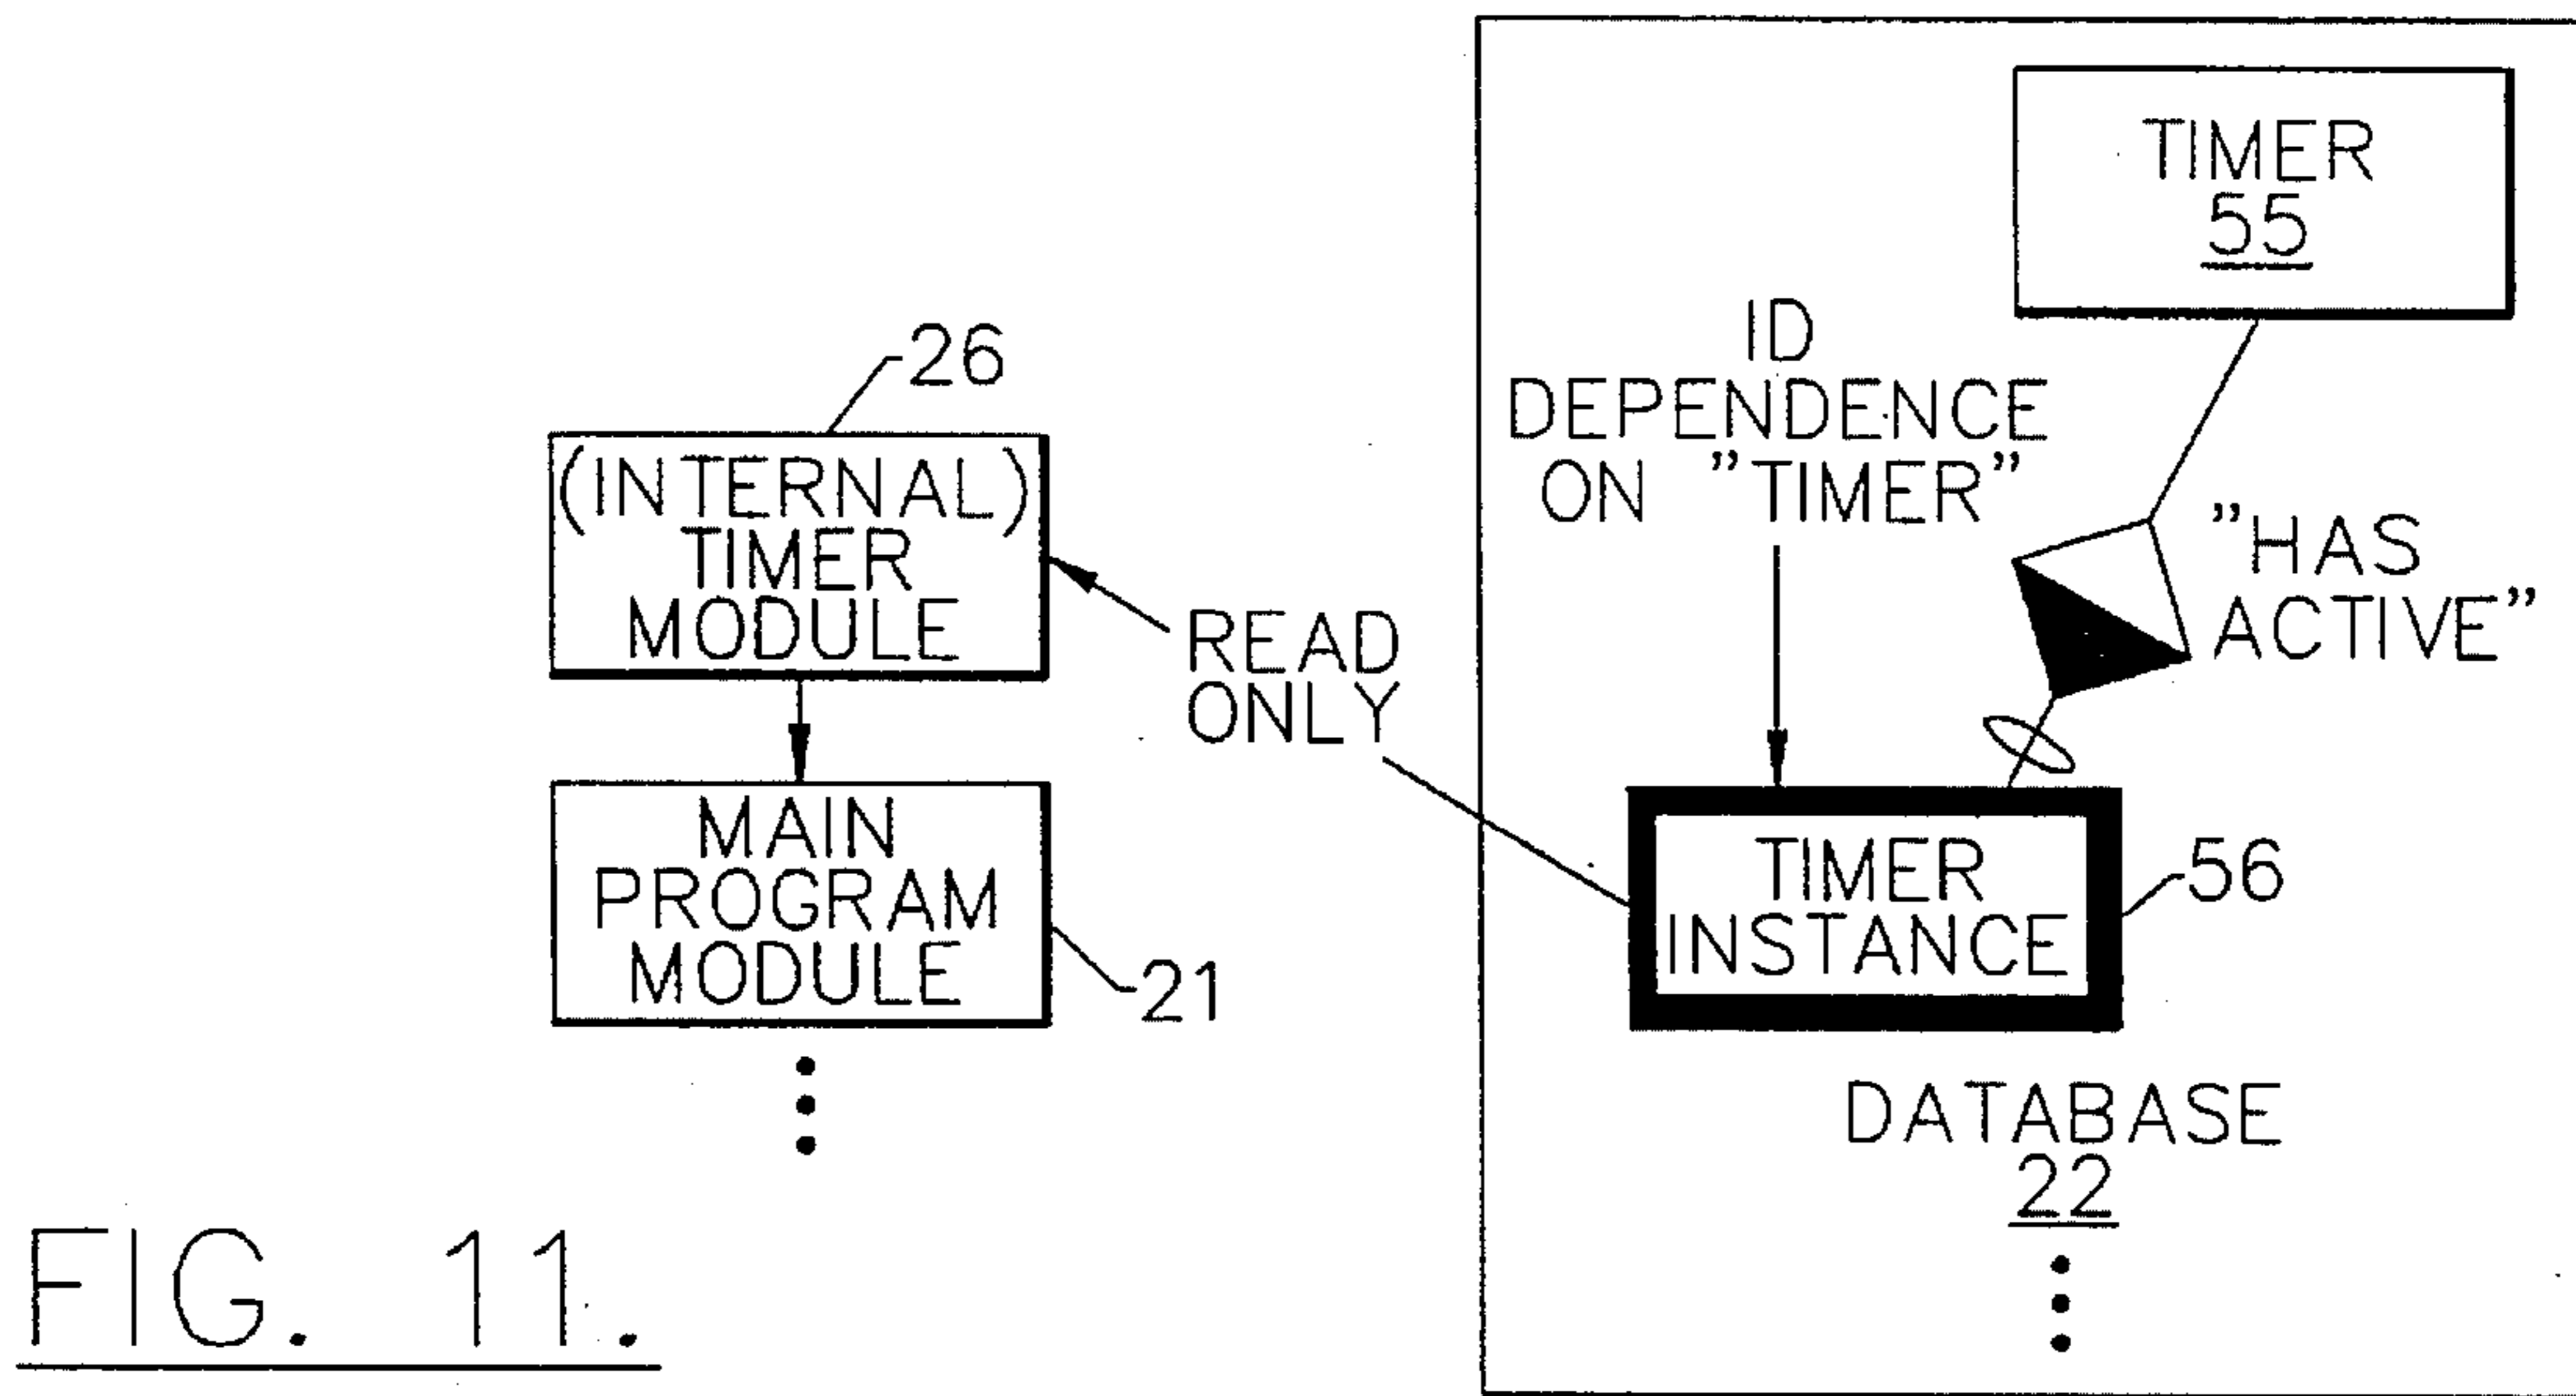 26
(INTERNAL)
TIMER
MODULE
MAIN
PROGRAM
MODULE
21
READ
ONLY
TIMER
55
ID
DEPENDENCE
ON "TIMER"
"HAS
ACTIVE"
TIMER
INSTANCE
56
DATABASE
22
FIG. 11.